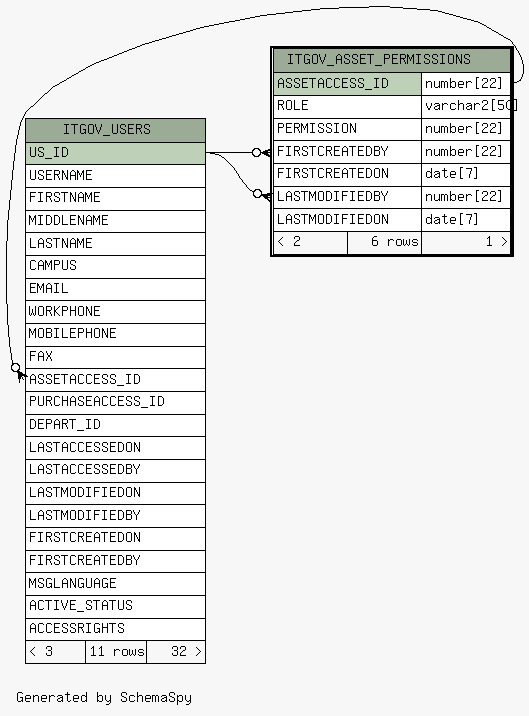 ITGOV_ASSET_PERMISSIONS
ASSETACCESS_ID number[22]
ROLE varchar2[50]
PERMISSION number[22]
FIRSTCREATEDBY number[22]
FIRSTCREATEDON date[7]
LASTMODIFIEDBY number[22]
LASTMODIFIEDON date[7]
< 2 6 rows 1 >
ITGOV_USERS
US_ID
USERNAME
FIRSTNAME
MIDDLENAME
LASTNAME
CAMPUS
EMAIL
WORKPHONE
MOBILEPHONE
FAX
ASSETACCESS_ID
PURCHASEACCESS_ID
DEPART_ID
LASTACCESSEDON
LASTACCESSEDBY
LASTMODIFIEDON
LASTMODIFIEDBY
FIRSTCREATEDON
FIRSTCREATEDBY
MSGLANGUAGE
ACTIVE_STATUS
ACCESSRIGHTS
< 3 11 rows 32 >
Generated by SchemaSpy